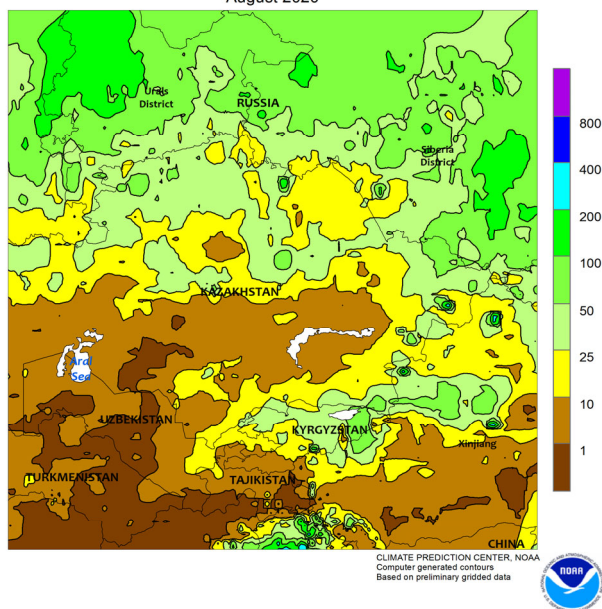 August 2020
Urals
District
RUSSIA
Siberia
District
KAZAKHSTAN
Aral
Sea
UZBEKISTAN
KYRGYZSTAN
Xinjiang
TURKMENISTAN
TAJIKISTAN
CHINA
800
400
200
100
50
25
10
1
CLIMATE PREDICTION CENTER, NOAA
Computer generated contours
Based on preliminary gridded data
NOAA